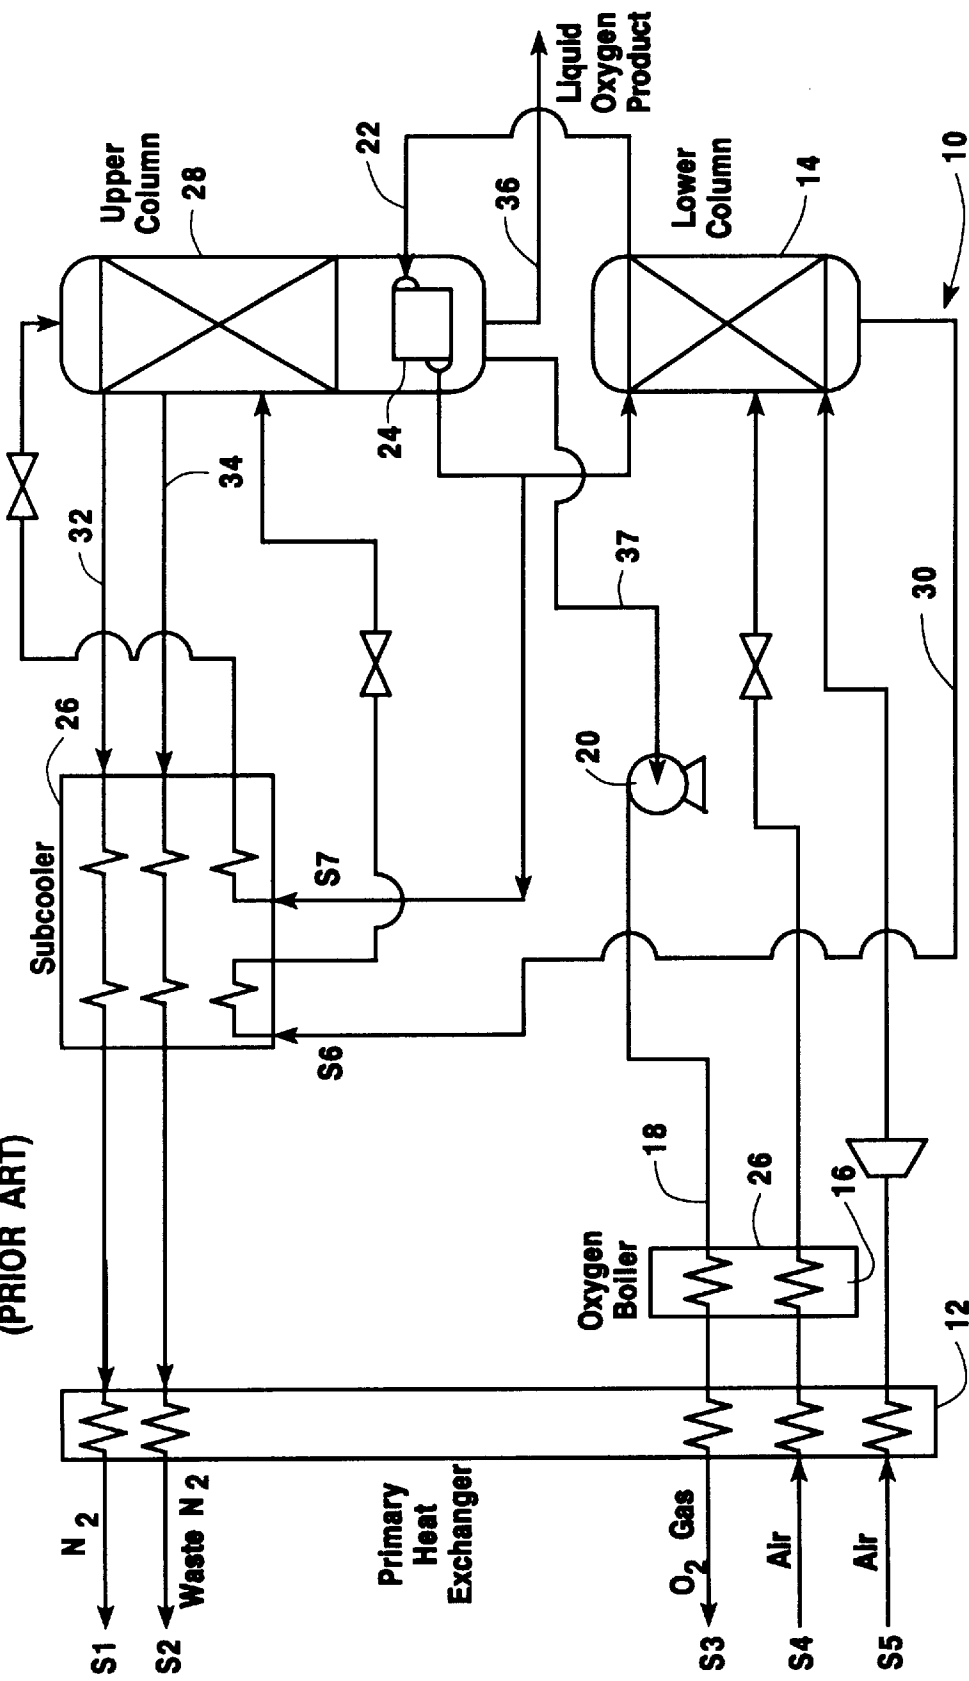 (PRIOR ART)
S1
N2
S2
Waste N2
Primary
Heat
Exchanger
S3
O2 Gas
S4
Air
S5
Air
12
Oxygen
Boiler
26
16
18
Subcooler
26
S6
S7
20
37
30
32
34
24
Upper
Column
28
22
36
Liquid
Oxygen
Product
Lower
Column
14
10